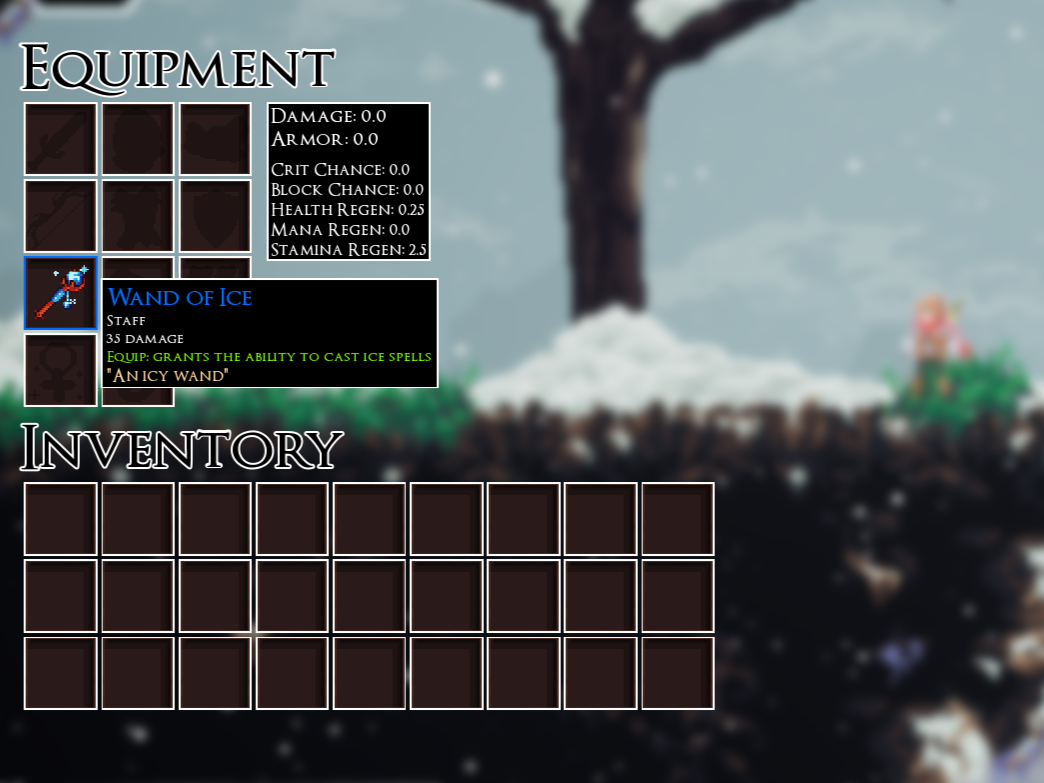 Equipment
Damage: 0.0
Armor: 0.0
Crit Chance: 0.0
Block Chance: 0.0
Health Regen: 0.25
Mana Regen: 0.0
Stamina Regen: 2.5
Wand of Ice
Staff
35 damage
Equip: grants the ability to cast ice spells
"An icy wand"
Inventory